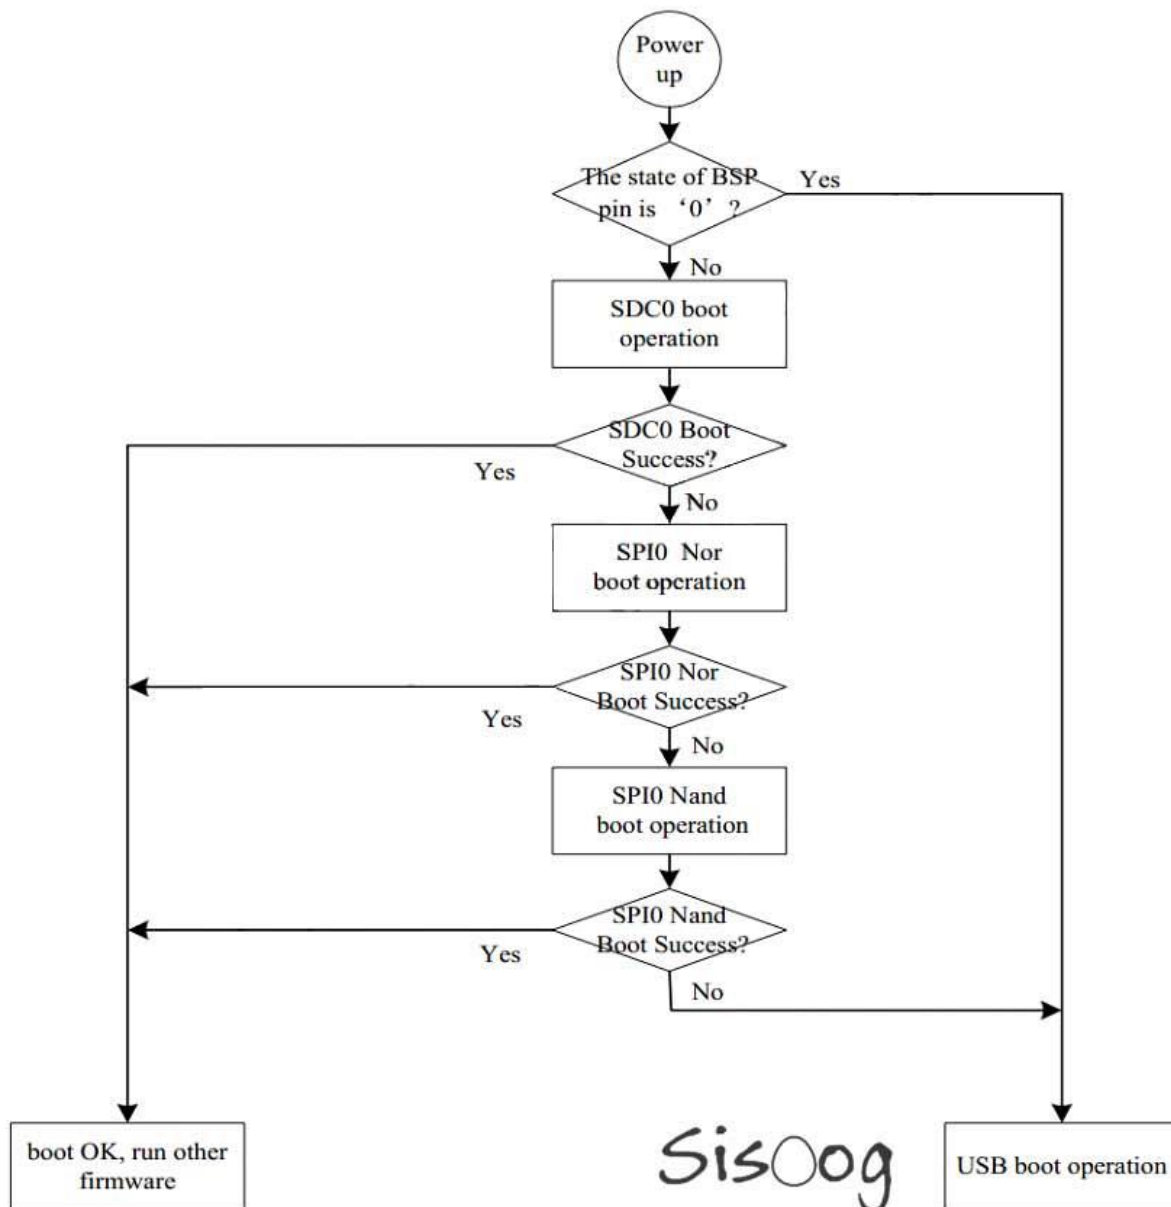 Power
up
The state of BSP
pin is ‘0’ ?
Yes
No
SDC0 boot
operation
SDC0 Boot
Success?
Yes
No
SPI0 Nor
boot operation
SPI0 Nor
Boot Success?
Yes
No
SPI0 Nand
boot operation
SPI0 Nand
Boot Success?
Yes
No
boot OK, run other
firmware
SisOog
USB boot operation